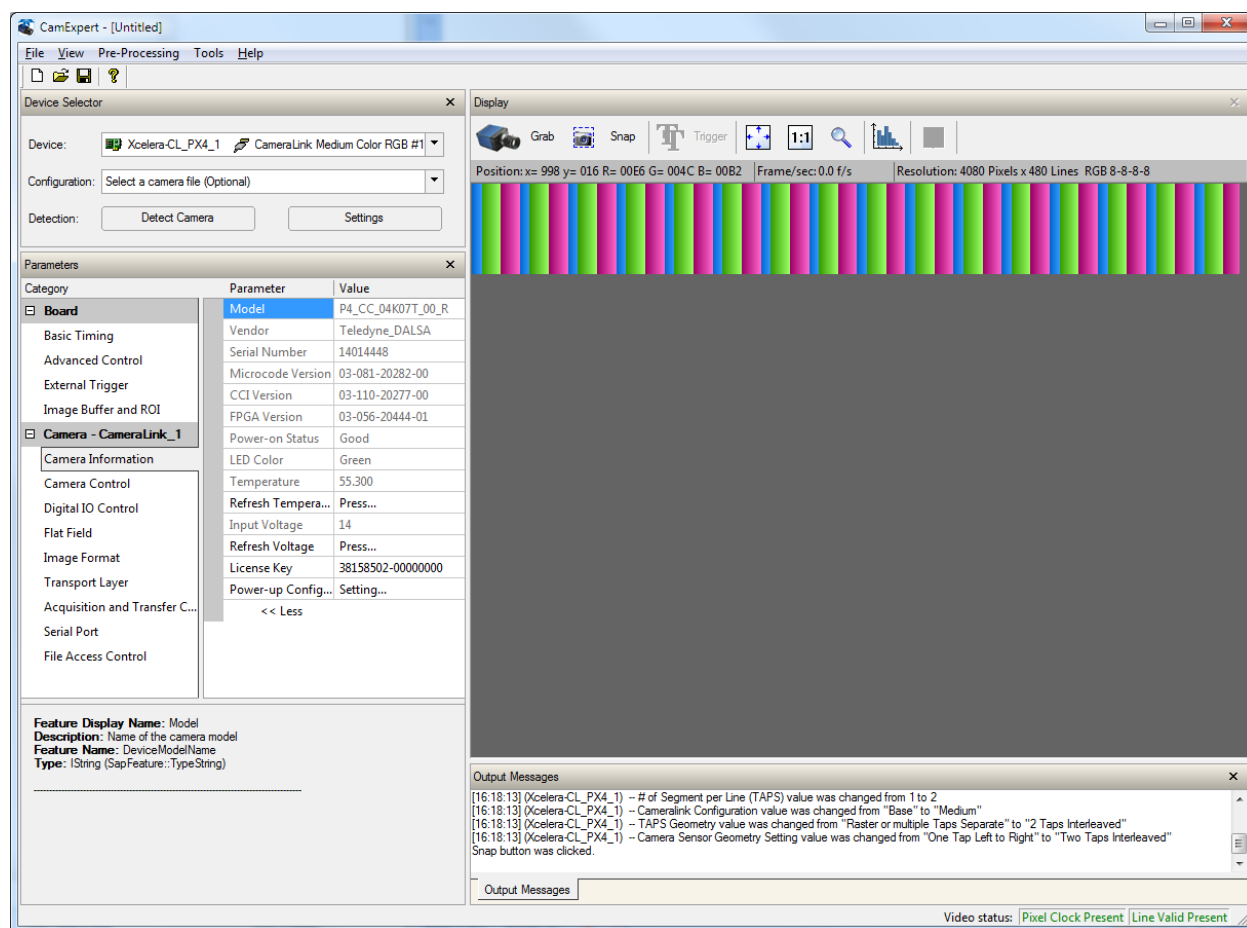 CamExpert - [Untitled]
File View Pre-Processing Tools Help
Device Selector
Device: Xcelera-CL_PX4_1 CameraLink Medium Color RGB #1
Configuration: Select a camera file (Optional)
Detection: Detect Camera Settings
Parameters
Category
Board
Basic Timing
Advanced Control
External Trigger
Image Buffer and ROI
Camera - CameraLink_1
Camera Information
Camera Control
Digital IO Control
Flat Field
Image Format
Transport Layer
Acquisition and Transfer C...
Serial Port
File Access Control
Parameter Value
Model P4_CC_04K07T_00_R
Vendor Teledyne_DALSA
Serial Number 14014448
Microcode Version 03-081-20282-00
CCI Version 03-110-20277-00
FPGA Version 03-056-20444-01
Power-on Status Good
LED Color Green
Temperature 55.300
Refresh Tempera... Press...
Input Voltage 14
Refresh Voltage Press...
License Key 38158502-00000000
Power-up Config... Setting...
<< Less
Feature Display Name: Model
Description: Name of the camera model
Feature Name: DeviceModelName
Type: IString (SapFeature::TypeString)
Display
Grab Snap Trigger 1:1
Position: x= 998 y= 016 R= 00E6 G= 004C B= 00B2 Frame/sec: 0.0 f/s Resolution: 4080 Pixels x 480 Lines RGB 8-8-8-8
Output Messages
[16:18:13] (Xcelera-CL_PX4_1) -- # of Segment per Line (TAPS) value was changed from 1 to 2
[16:18:13] (Xcelera-CL_PX4_1) -- Cameralink Configuration value was changed from "Base" to "Medium"
[16:18:13] (Xcelera-CL_PX4_1) -- TAPS Geometry value was changed from "Raster or multiple Taps Separate" to "2 Taps Interleaved"
[16:18:13] (Xcelera-CL_PX4_1) -- Camera Sensor Geometry Setting value was changed from "One Tap Left to Right" to "Two Taps Interleaved"
Snap button was clicked.
Output Messages
Video status: Pixel Clock Present Line Valid Present